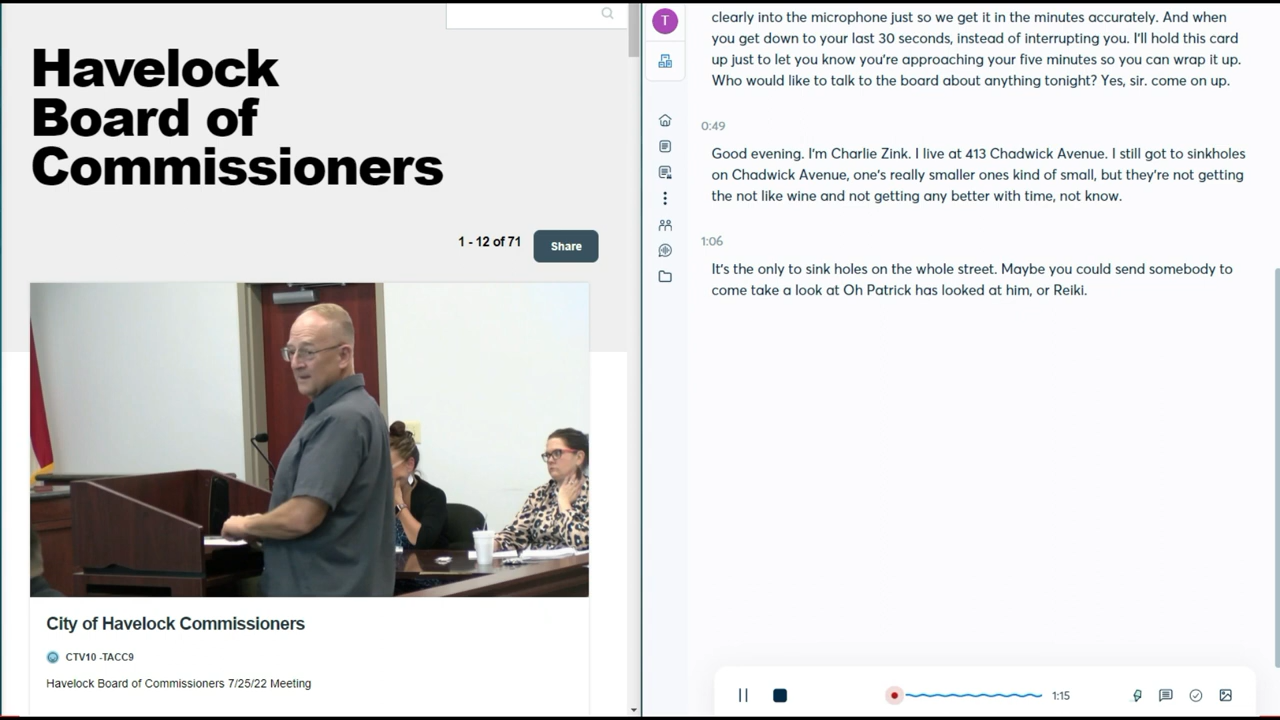 Havelock
Board of
Commissioners
1 - 12 of 71
Share
City of Havelock Commissioners
CTV10 -TACC9
Havelock Board of Commissioners 7/25/22 Meeting
T
clearly into the microphone just so we get it in the minutes accurately. And when
you get down to your last 30 seconds, instead of interrupting you. I'll hold this card
up just to let you know you're approaching your five minutes so you can wrap it up.
Who would like to talk to the board about anything tonight? Yes, sir. come on up.
0:49
Good evening. I'm Charlie Zink. I live at 413 Chadwick Avenue. I still got to sinkholes
on Chadwick Avenue, one's really smaller ones kind of small, but they're not getting
the not like wine and not getting any better with time, not know.
1:06
It's the only to sink holes on the whole street. Maybe you could send somebody to
come take a look at Oh Patrick has looked at him, or Reiki.
1:15